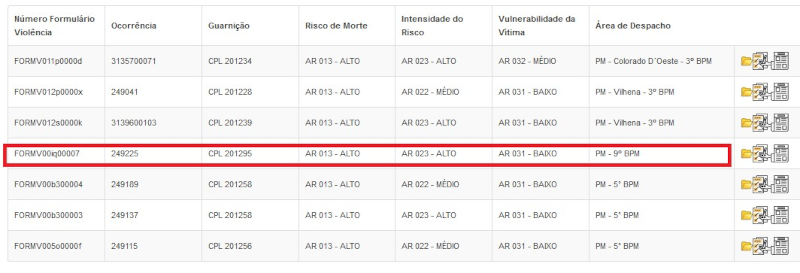 Número Formulário Violência Ocorrência Guarnição Risco de Morte Intensidade do Risco Vulnerabilidade da Vitima Área de Despacho
FORMV011p0000d 3135700071 CPL 201234 AR 013 - ALTO AR 023 - ALTO AR 032 - MÉDIO PM - Colorado D´Oeste - 3º BPM
FORMV012p0000x 249041 CPL 201228 AR 013 - ALTO AR 022 - MÉDIO AR 031 - BAIXO PM - Vilhena - 3º BPM
FORMV012s0000k 3139600103 CPL 201239 AR 013 - ALTO AR 023 - ALTO AR 031 - BAIXO PM - Vilhena - 3º BPM
FORMV00iq00007 249225 CPL 201295 AR 013 - ALTO AR 023 - ALTO AR 031 - BAIXO PM - 9º BPM
FORMV00b300004 249189 CPL 201258 AR 013 - ALTO AR 022 - MÉDIO AR 031 - BAIXO PM - 5° BPM
FORMV00b300003 249137 CPL 201258 AR 013 - ALTO AR 023 - ALTO AR 031 - BAIXO PM - 5° BPM
FORMV005o0000f 249115 CPL 201256 AR 013 - ALTO AR 022 - MÉDIO AR 031 - BAIXO PM - 5° BPM